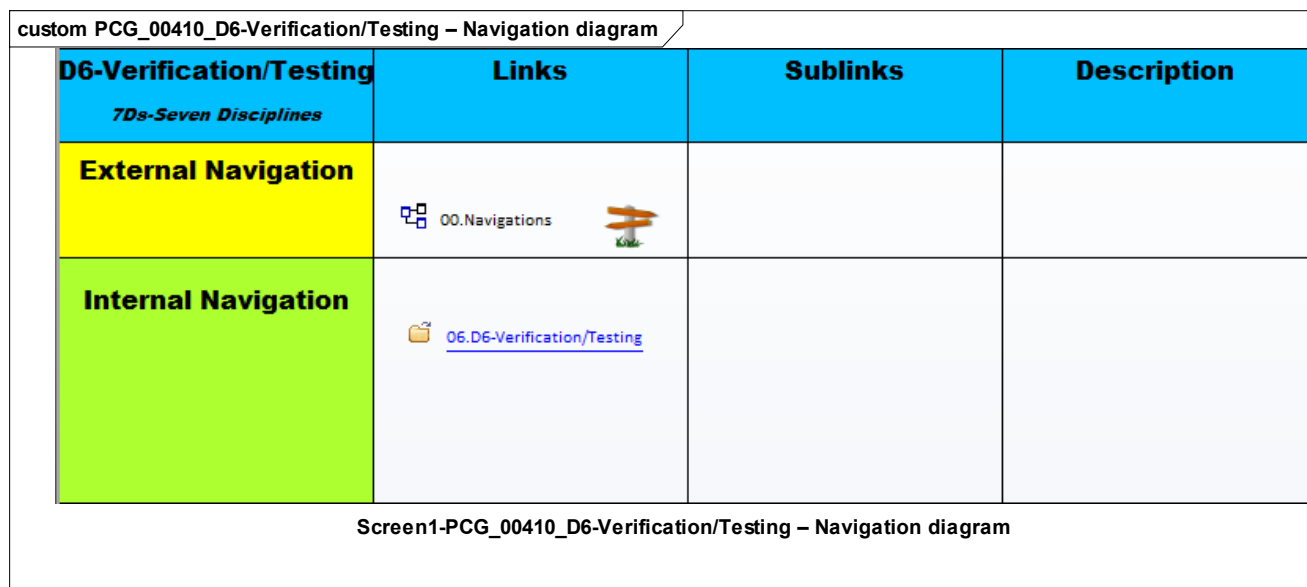 custom PCG_00410_D6-Verification/Testing – Navigation diagram
D6-Verification/Testing
7Ds-Seven Disciplines
Links
Sublinks
Description
External Navigation
00.Navigations
Internal Navigation
06.D6-Verification/Testing
Screen1-PCG_00410_D6-Verification/Testing – Navigation diagram